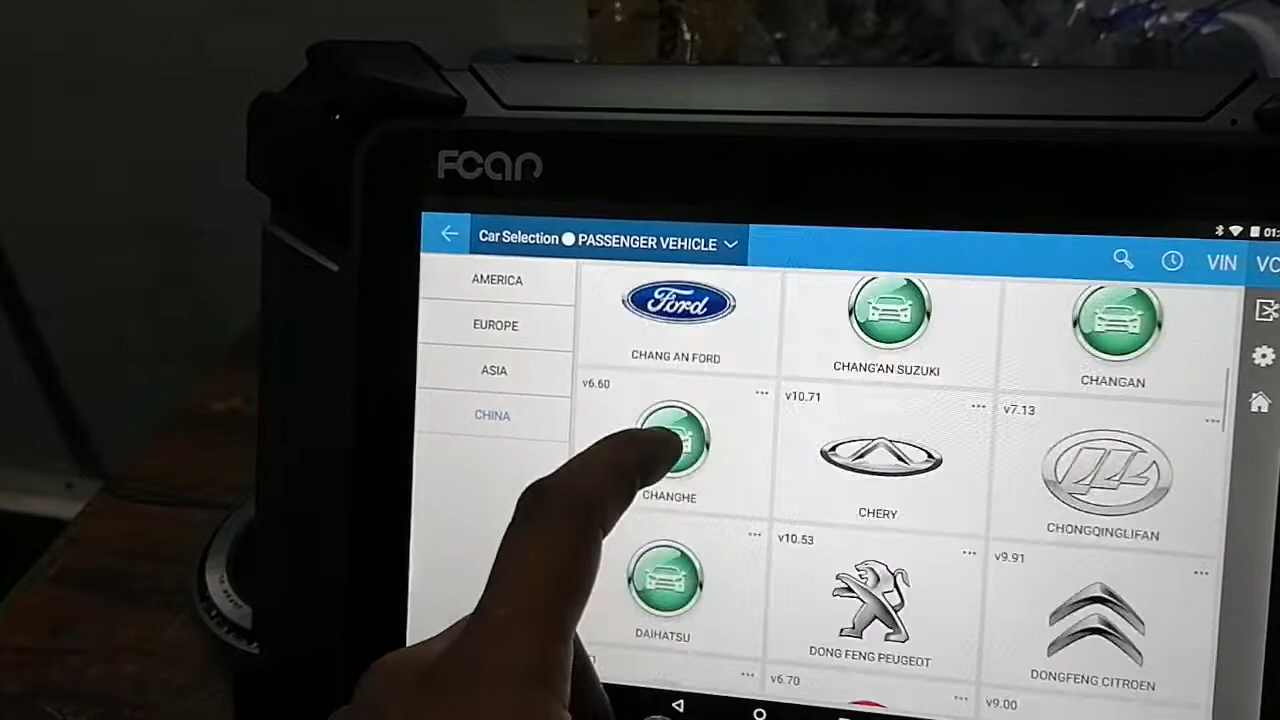 FCAR
Car Selection ● PASSENGER VEHICLE
01:
VIN
VC
AMERICA
EUROPE
ASIA
CHINA
Ford
CHANG AN FORD
CHANG'AN SUZUKI
CHANGAN
v6.60
v10.71
v7.13
CHANGHE
CHERY
CHONGQINGLIFAN
v10.53
v9.91
DAIHATSU
DONG FENG PEUGEOT
DONGFENG CITROEN
v6.70
v9.00